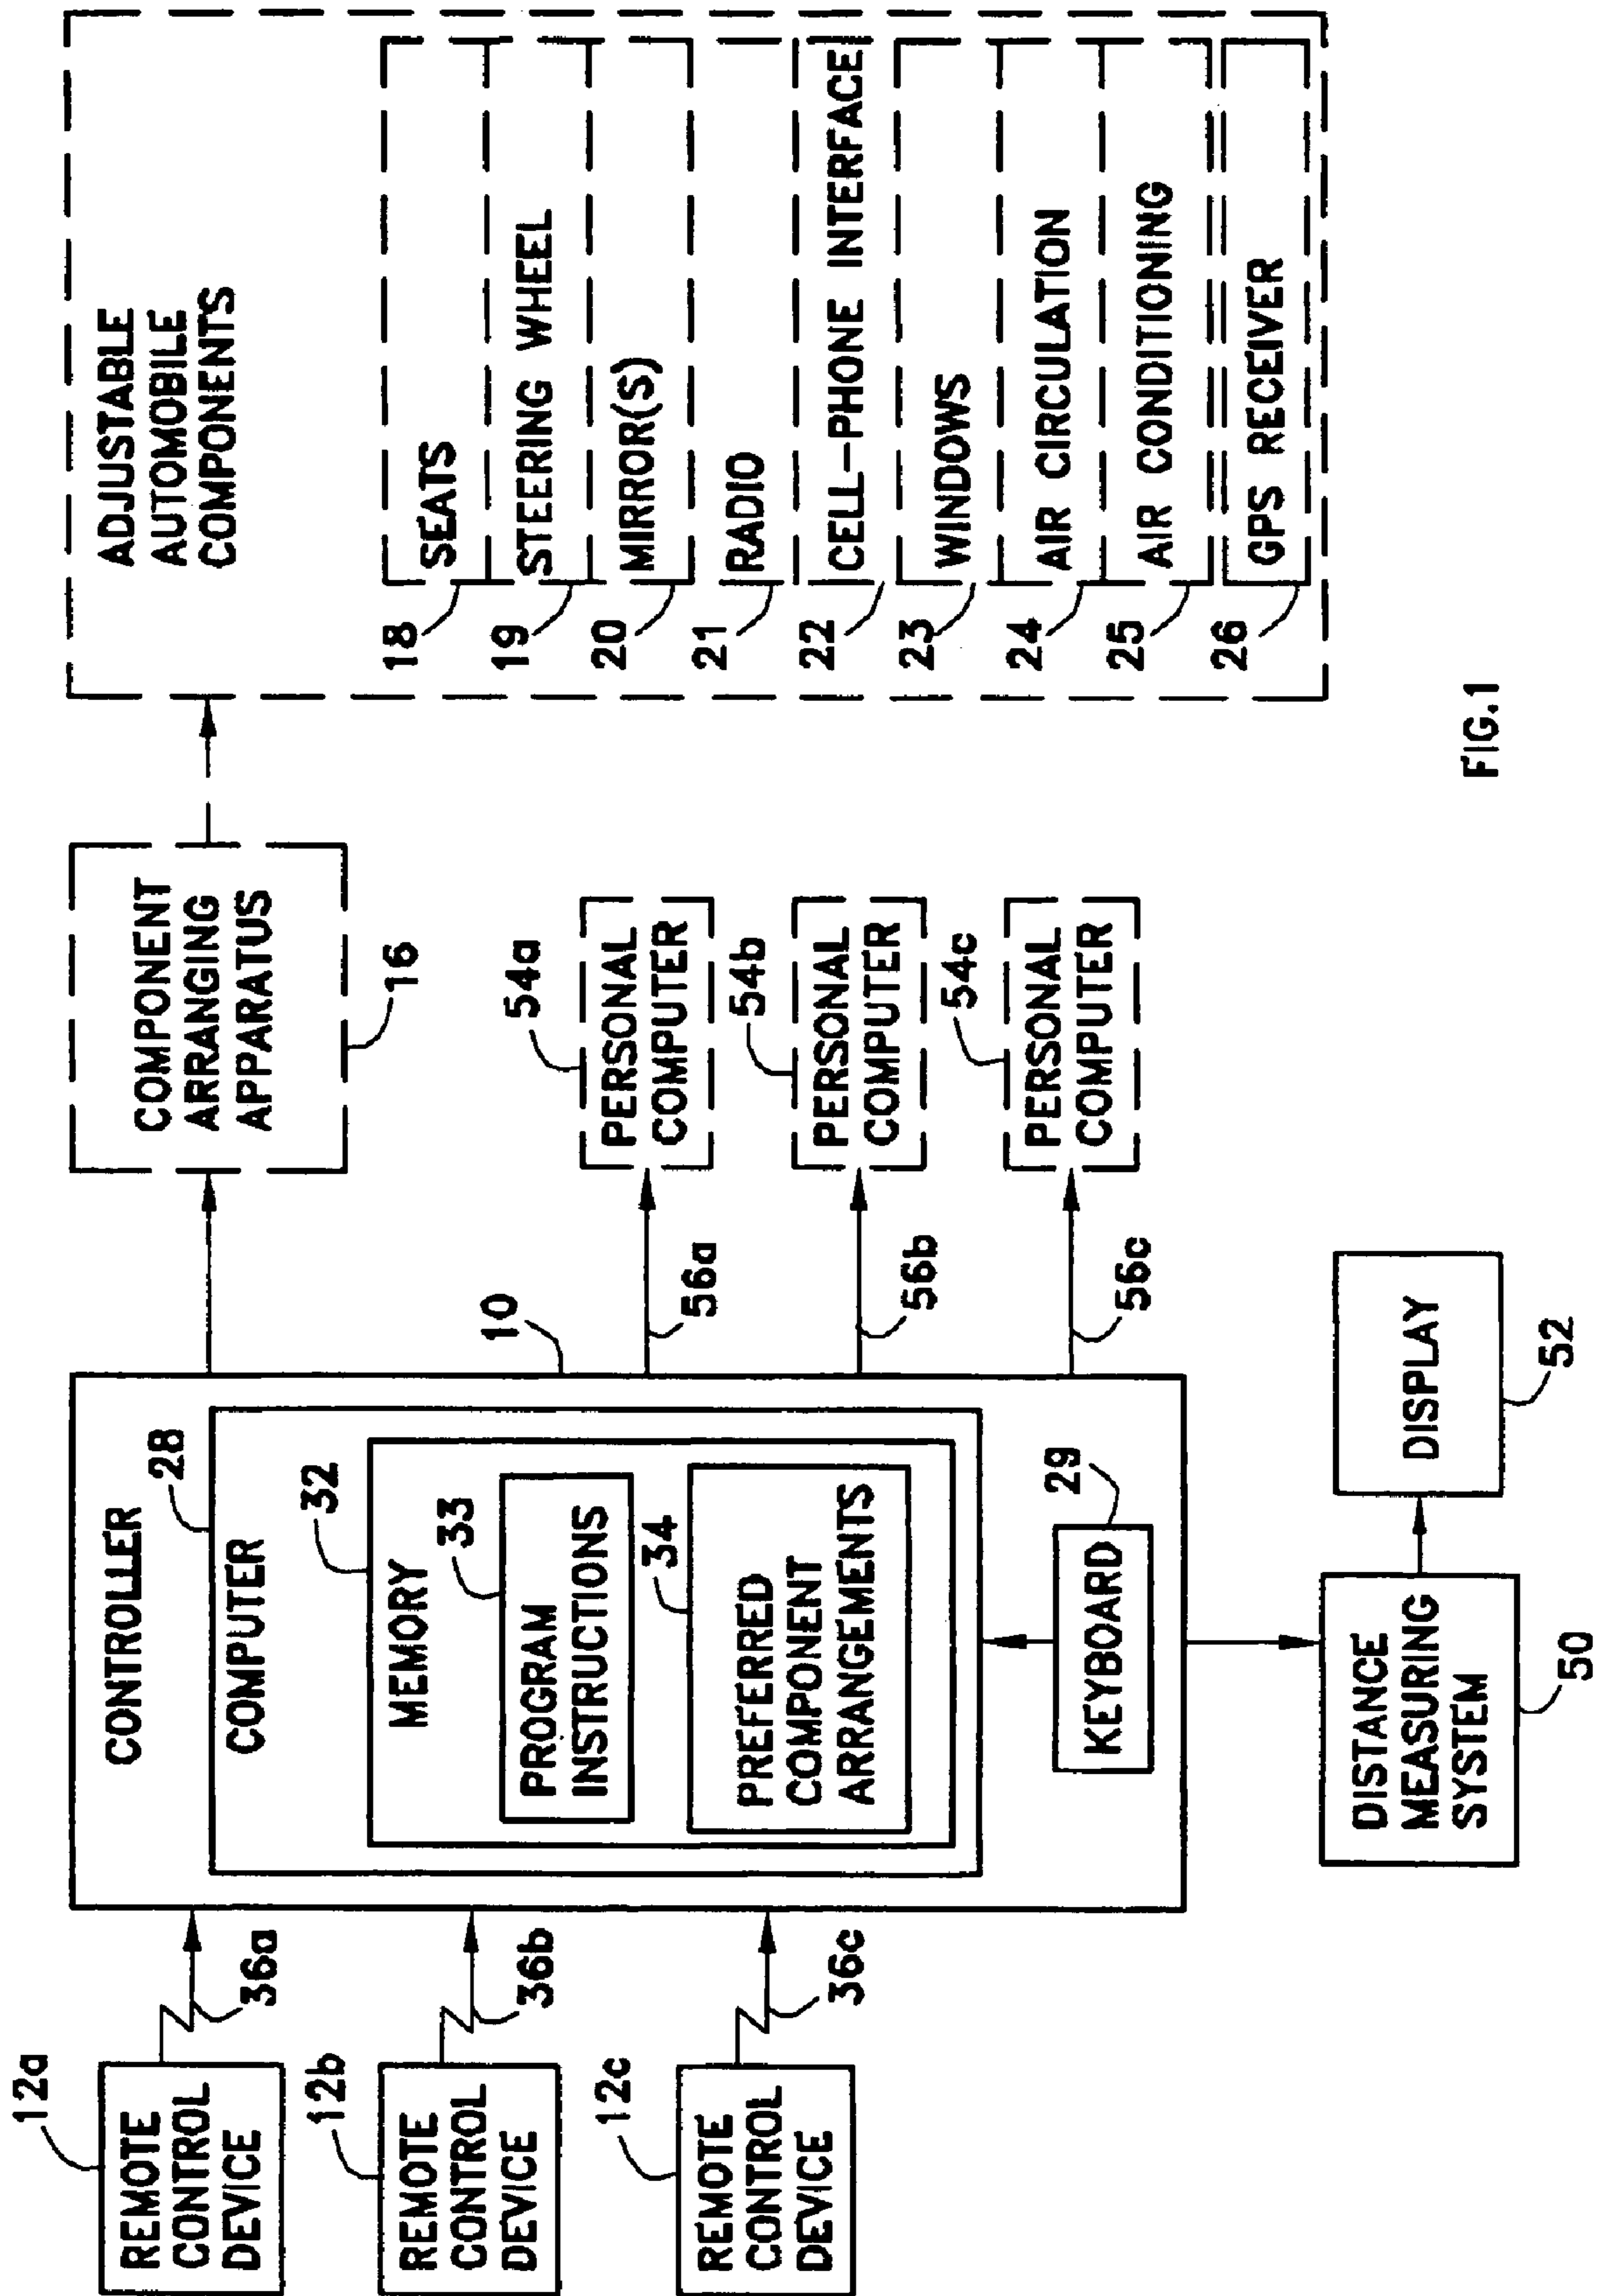 12a
REMOTE
CONTROL
DEVICE
36a
12b
REMOTE
CONTROL
DEVICE
36b
12c
REMOTE
CONTROL
DEVICE
36c
CONTROLLER
28
COMPUTER
32
MEMORY
33
PROGRAM
INSTRUCTIONS
34
PREFERRED
COMPONENT
ARRANGEMENTS
29
KEYBOARD
10
COMPONENT
ARRANGING
APPARATUS
16
56a
54a
PERSONAL
COMPUTER
56b
54b
PERSONAL
COMPUTER
56c
54c
PERSONAL
COMPUTER
DISTANCE
MEASURING
SYSTEM
50
DISPLAY
52
ADJUSTABLE
AUTOMOBILE
COMPONENTS
18
SEATS
19
STEERING WHEEL
20
MIRROR(S)
21
RADIO
22
CELL-PHONE INTERFACE
23
WINDOWS
24
AIR CIRCULATION
25
AIR CONDITIONING
26
GPS RECEIVER
FIG.1